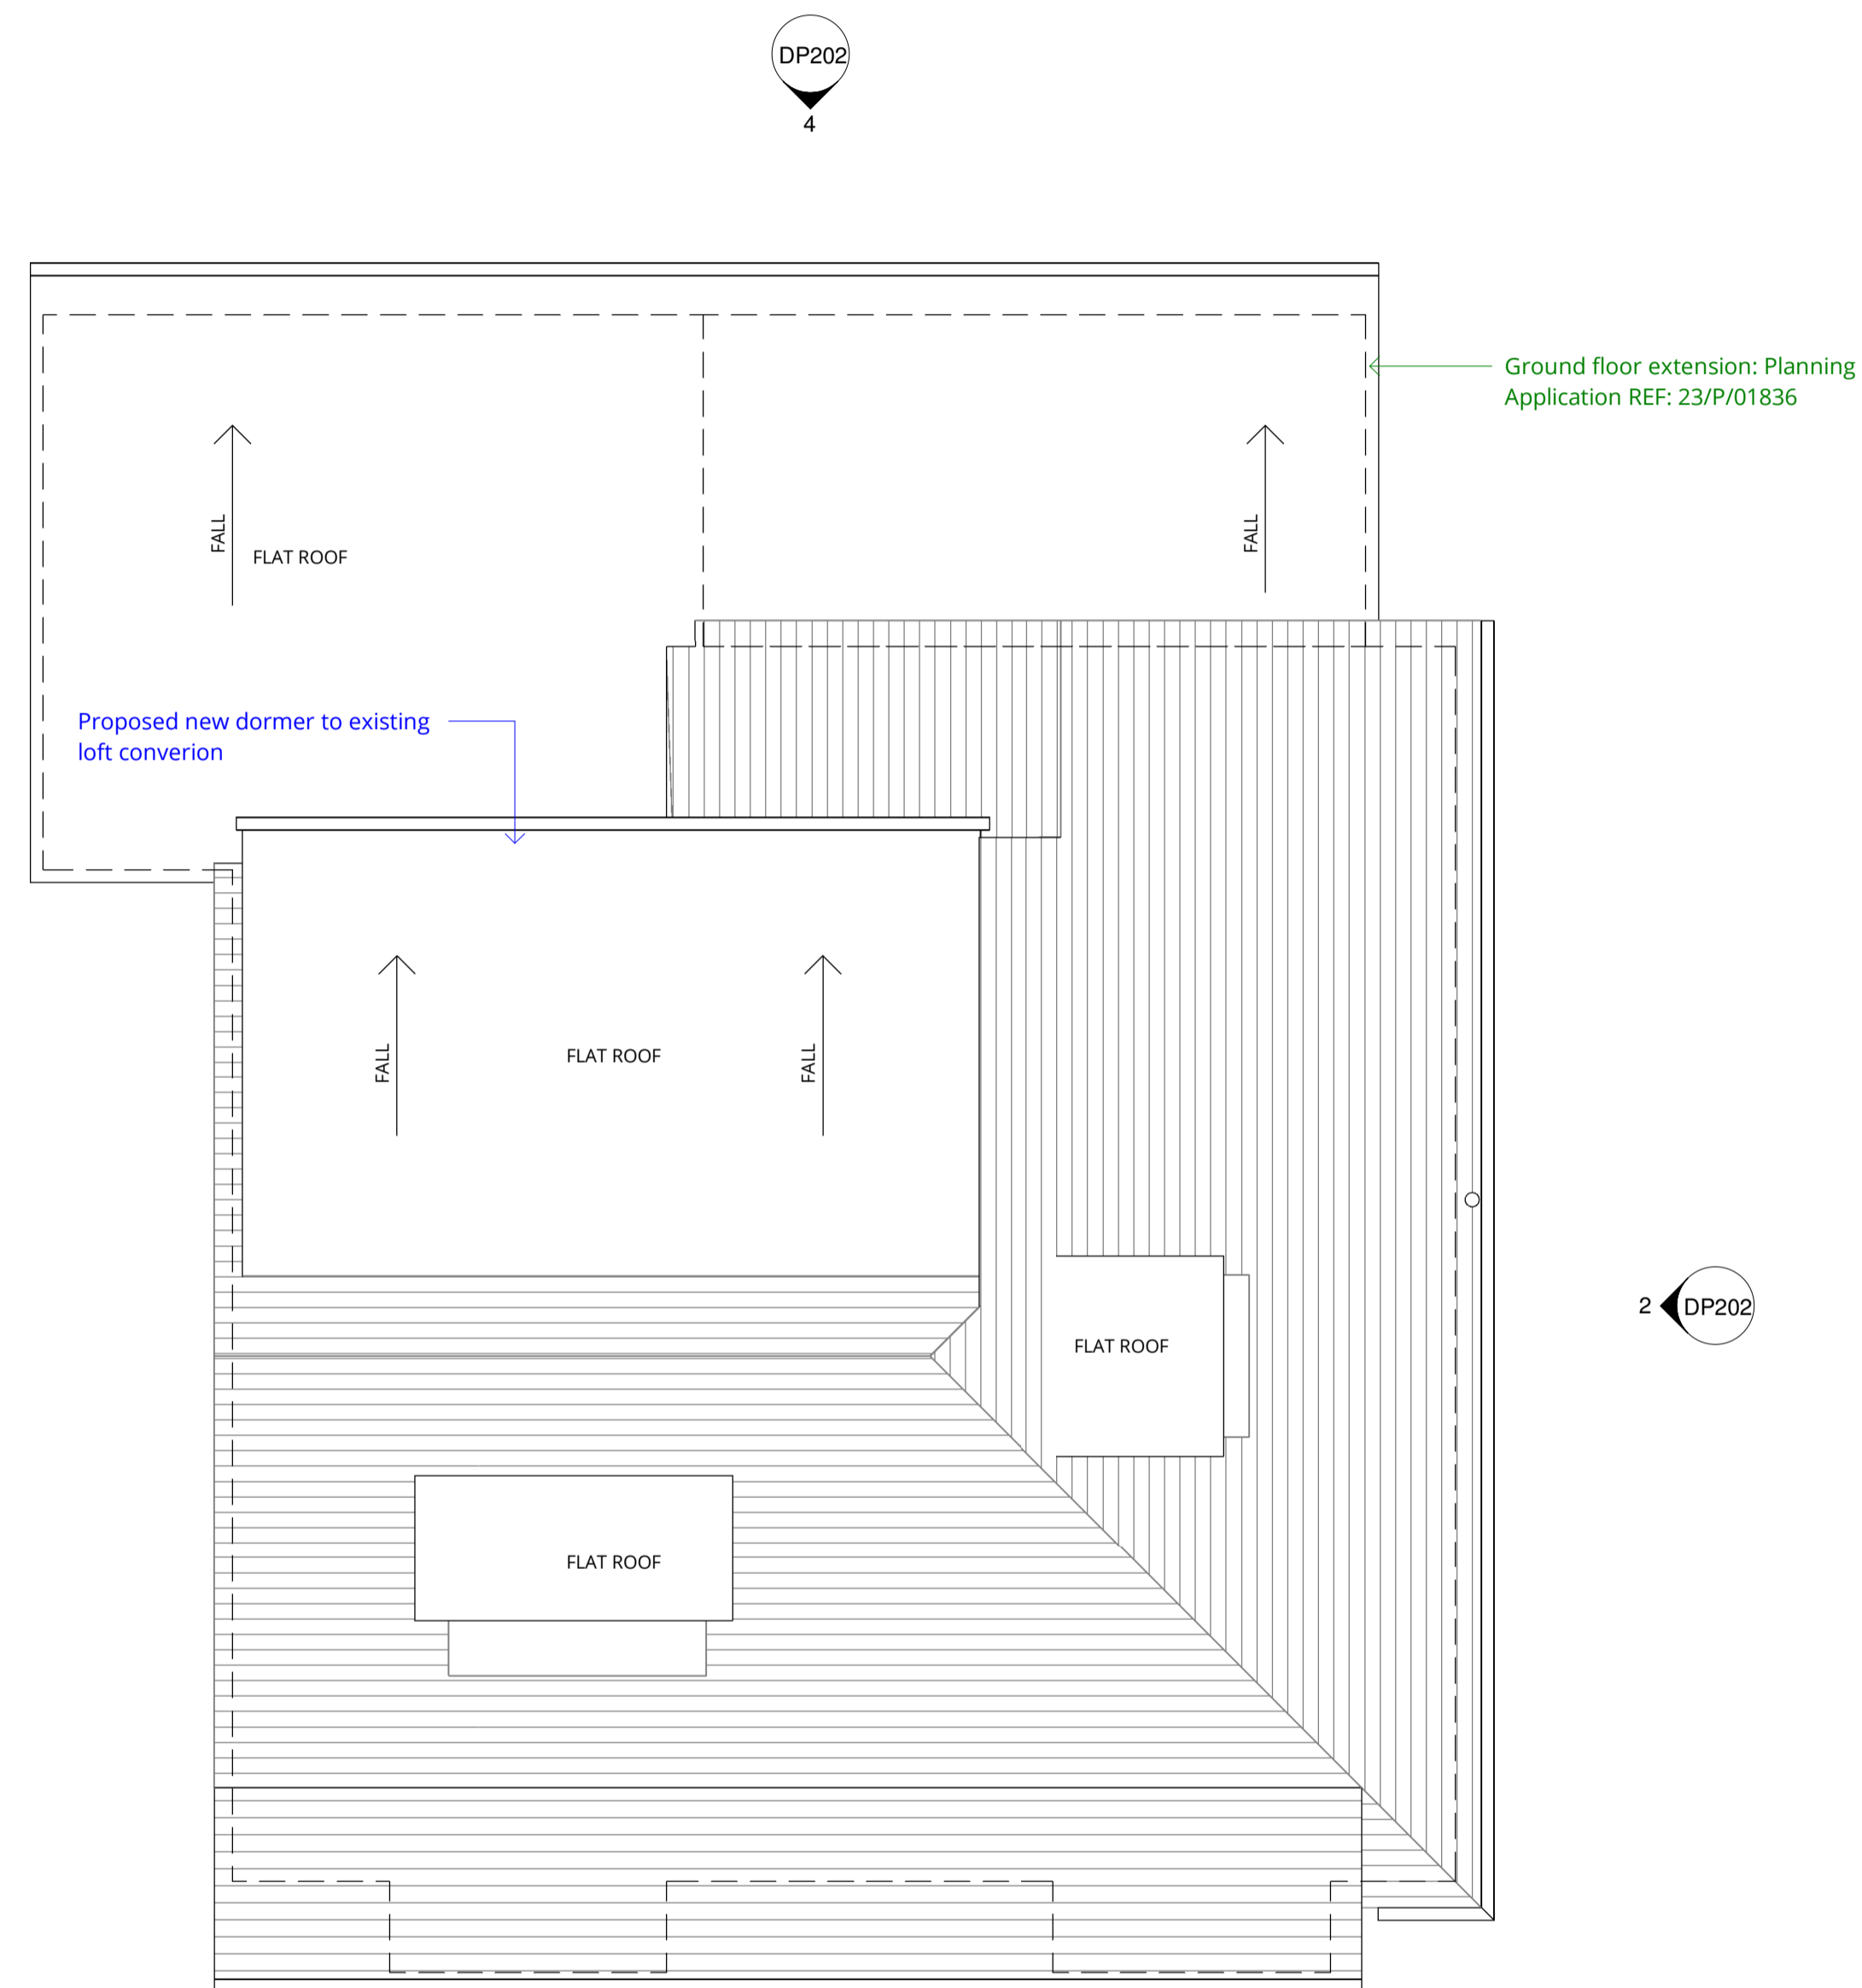 DP202
4
Ground floor extension: Planning
Application REF: 23/P/01836
FALL
FLAT ROOF
FALL
Proposed new dormer to existing
loft converion
FALL
FLAT ROOF
FALL
2
DP202
FLAT ROOF
FLAT ROOF